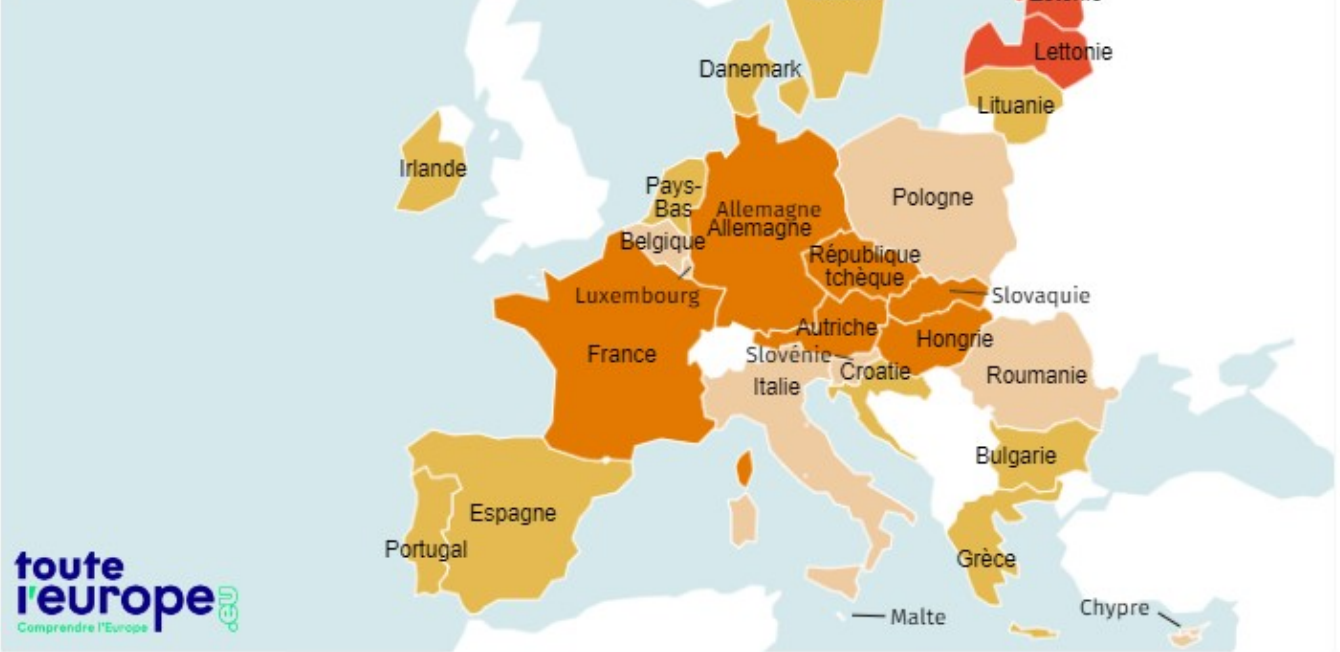 Estonie
Lettonie
Danemark
Lituanie
Irlande
Pays-
Bas
Pologne
Allemagne
Allemagne
Belgique
République
tchèque
Luxembourg
Slovaquie
Autriche
Hongrie
France
Slovénie
Croatie
Italie
Roumanie
Bulgarie
Espagne
Portugal
Grèce
toute
l'europe.eu
Comprendre l'Europe
Malte
Chypre